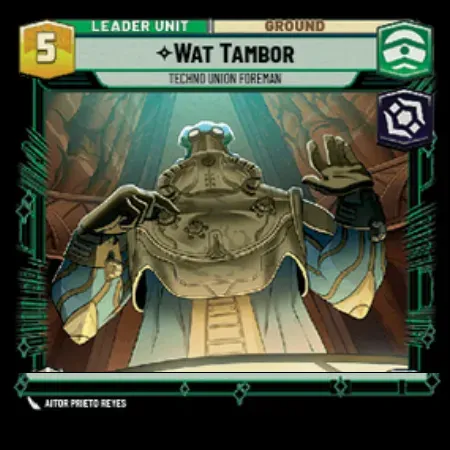 LEADER UNIT
GROUND
5
WAT TAMBOR
TECHNO UNION FOREMAN
AITOR PRIETO REYES